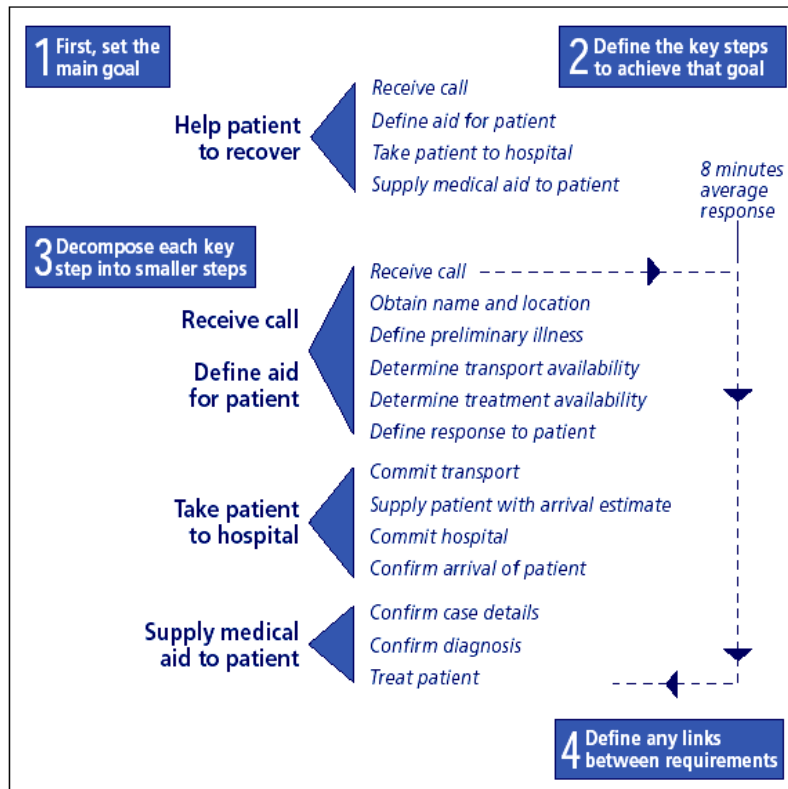 1 First, set the
main goal
2 Define the key steps
to achieve that goal
Help patient
to recover
Receive call
Define aid for patient
Take patient to hospital
Supply medical aid to patient
8 minutes
average
response
3 Decompose each key
step into smaller steps
Receive call
Define aid
for patient
Receive call
Obtain name and location
Define preliminary illness
Determine transport availability
Determine treatment availability
Define response to patient
Take patient
to hospital
Commit transport
Supply patient with arrival estimate
Commit hospital
Confirm arrival of patient
Supply medical
aid to patient
Confirm case details
Confirm diagnosis
Treat patient
4 Define any links
between requirements